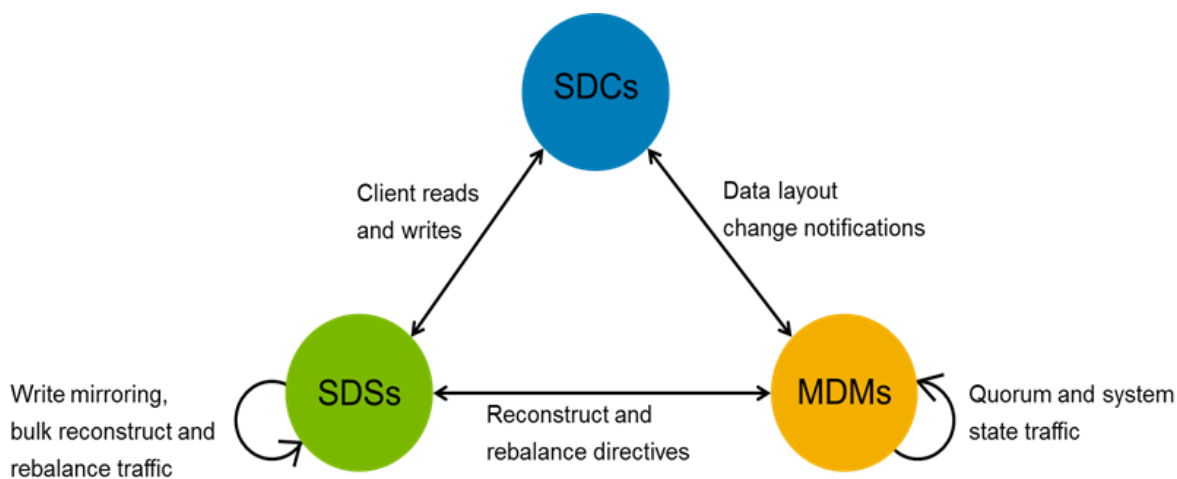 SDCs
Client reads
and writes
Data layout
change notifications
SDSs
MDMs
Write mirroring,
bulk reconstruct and
rebalance traffic
Reconstruct and
rebalance directives
Quorum and system
state traffic